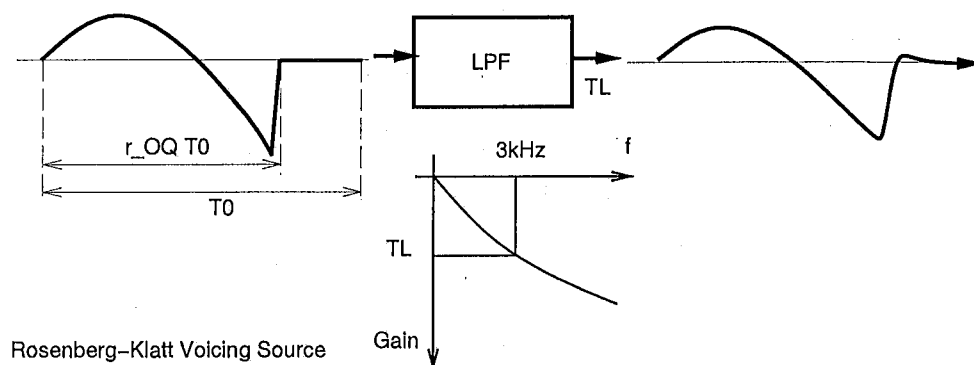 LPF
TL
r_OQ T0
T0
3kHz
f
TL
Gain
Rosenberg–Klatt Voicing Source